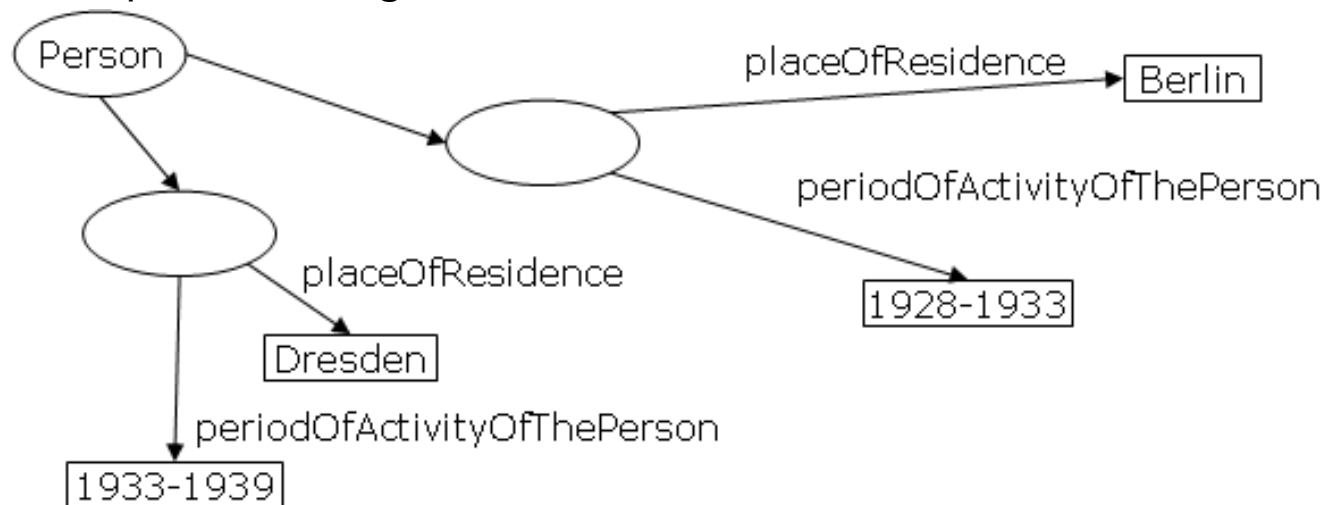 Person
placeOfResidence
Berlin
periodOfActivityOfThePerson
1928-1933
placeOfResidence
Dresden
periodOfActivityOfThePerson
1933-1939